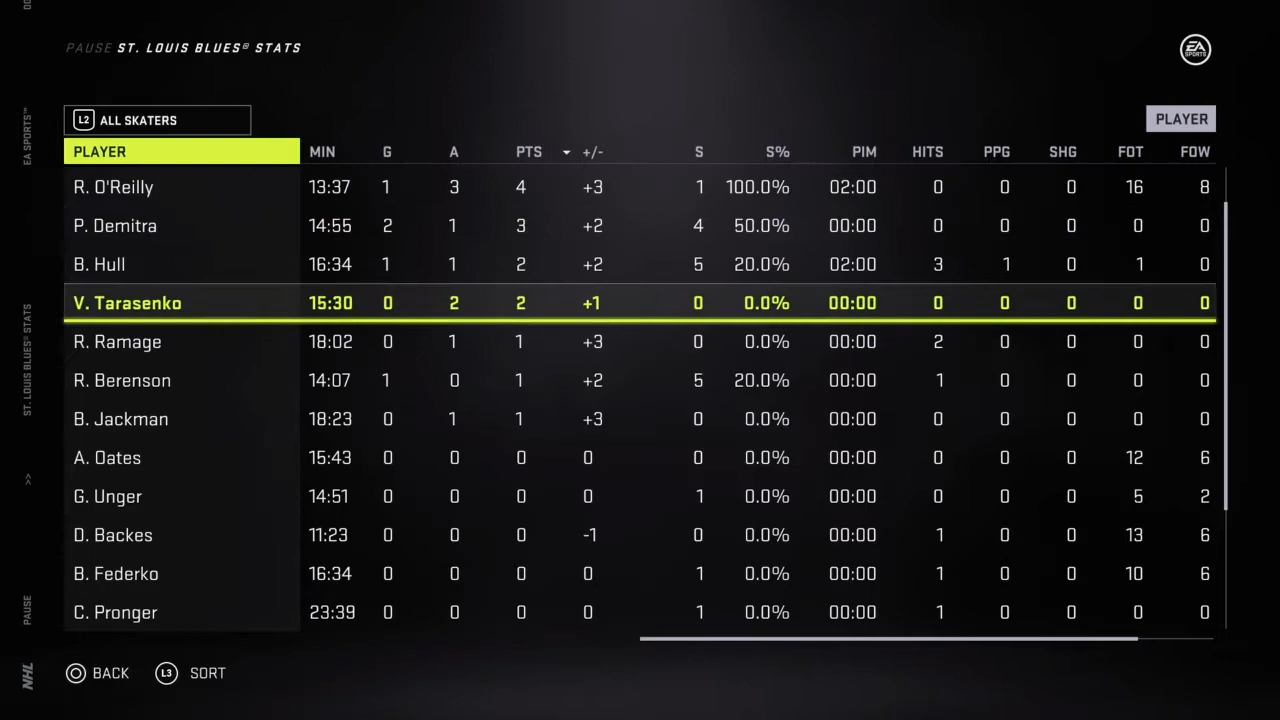 PAUSE ST. LOUIS BLUES® STATS
EA SPORTS
L2 ALL SKATERS
PLAYER
PLAYER MIN G A PTS +/- S S% PIM HITS PPG SHG FOT FOW
R. O'Reilly 13:37 1 3 4 +3 1 100.0% 02:00 0 0 0 16 8
P. Demitra 14:55 2 1 3 +2 4 50.0% 00:00 0 0 0 0 0
B. Hull 16:34 1 1 2 +2 5 20.0% 02:00 3 1 0 1 0
V. Tarasenko 15:30 0 2 2 +1 0 0.0% 00:00 0 0 0 0 0
R. Ramage 18:02 0 1 1 +3 0 0.0% 00:00 2 0 0 0 0
R. Berenson 14:07 1 0 1 +2 5 20.0% 00:00 1 0 0 0 0
B. Jackman 18:23 0 1 1 +3 0 0.0% 00:00 0 0 0 0 0
A. Oates 15:43 0 0 0 0 0 0.0% 00:00 0 0 0 12 6
G. Unger 14:51 0 0 0 0 1 0.0% 00:00 0 0 0 5 2
D. Backes 11:23 0 0 0 -1 0 0.0% 00:00 1 0 0 13 6
B. Federko 16:34 0 0 0 0 1 0.0% 00:00 1 0 0 10 6
C. Pronger 23:39 0 0 0 0 1 0.0% 00:00 1 0 0 0 0
BACK L3 SORT
NHL PAUSE >> ST. LOUIS BLUES® STATS EA SPORTS™